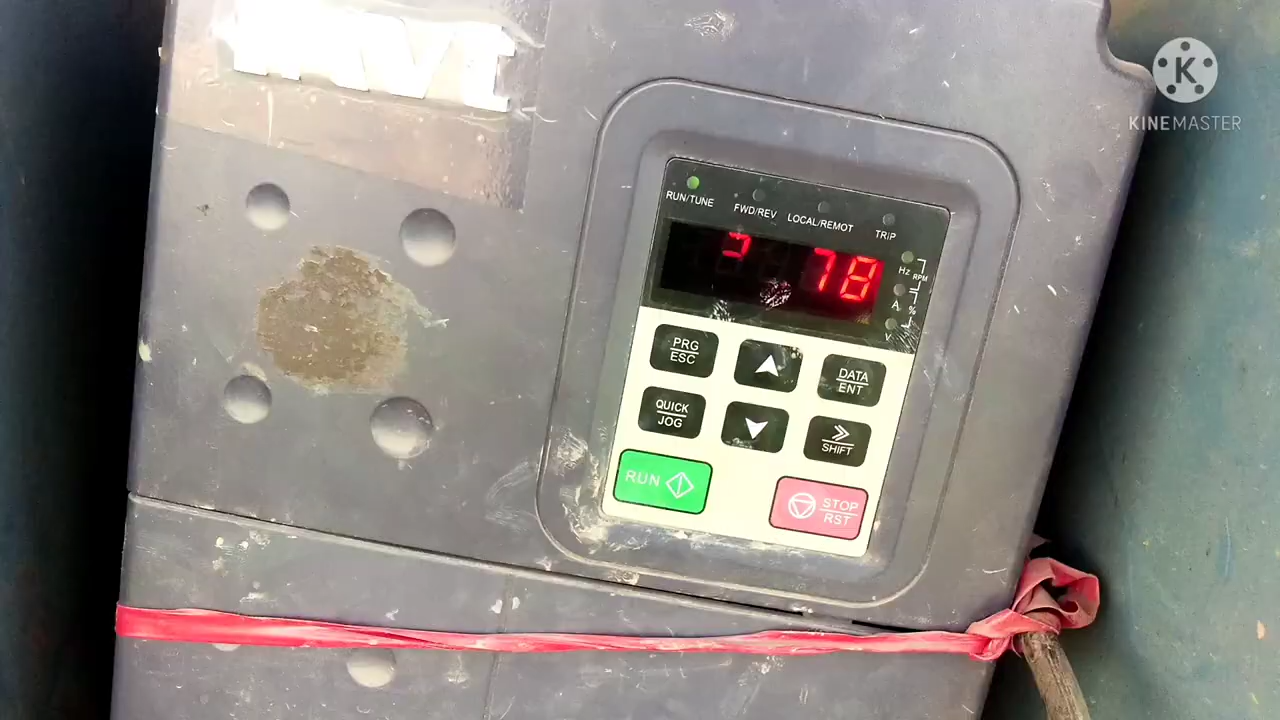 KINEMASTER
RUN/TUNE FWD/REV LOCAL/REMOT TRIP
Hz RPM
A %
V
78
PRG/ESC
DATA/ENT
QUICK/JOG
SHIFT
RUN
STOP/RST